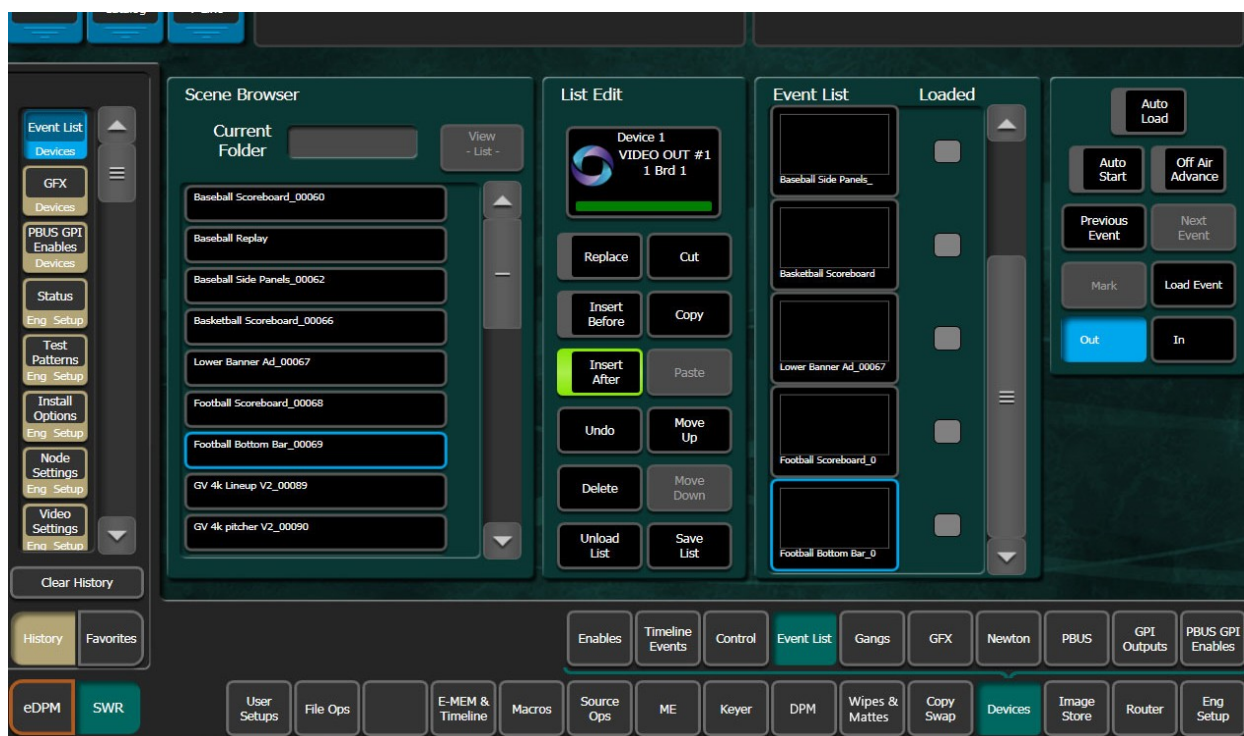 Catalog
E-Line
Event List
Devices
GFX
Devices
PBUS GPI
Enables
Devices
Status
Eng Setup
Test
Patterns
Eng Setup
Install
Options
Eng Setup
Node
Settings
Eng Setup
Video
Settings
Eng Setup
Clear History
History
Favorites
Scene Browser
Current
Folder
View
- List -
Baseball Scoreboard_00060
Baseball Replay
Baseball Side Panels_00062
Basketball Scoreboard_00066
Lower Banner Ad_00067
Football Scoreboard_00068
Football Bottom Bar_00069
GV 4k Lineup V2_00089
GV 4k pitcher V2_00090
List Edit
Device 1
VIDEO OUT #1
1 Brd 1
Replace
Cut
Insert
Before
Copy
Insert
After
Paste
Undo
Move
Up
Delete
Move
Down
Unload
List
Save
List
Event List
Loaded
Baseball Side Panels_
Basketball Scoreboard
Lower Banner Ad_00067
Football Scoreboard_0
Football Bottom Bar_0
Auto
Load
Auto
Start
Off Air
Advance
Previous
Event
Next
Event
Mark
Load Event
Out
In
Enables
Timeline
Events
Control
Event List
Gangs
GFX
Newton
PBUS
GPI
Outputs
PBUS GPI
Enables
eDPM
SWR
User
Setups
File Ops
E-MEM &
Timeline
Macros
Source
Ops
ME
Keyer
DPM
Wipes &
Mattes
Copy
Swap
Devices
Image
Store
Router
Eng
Setup